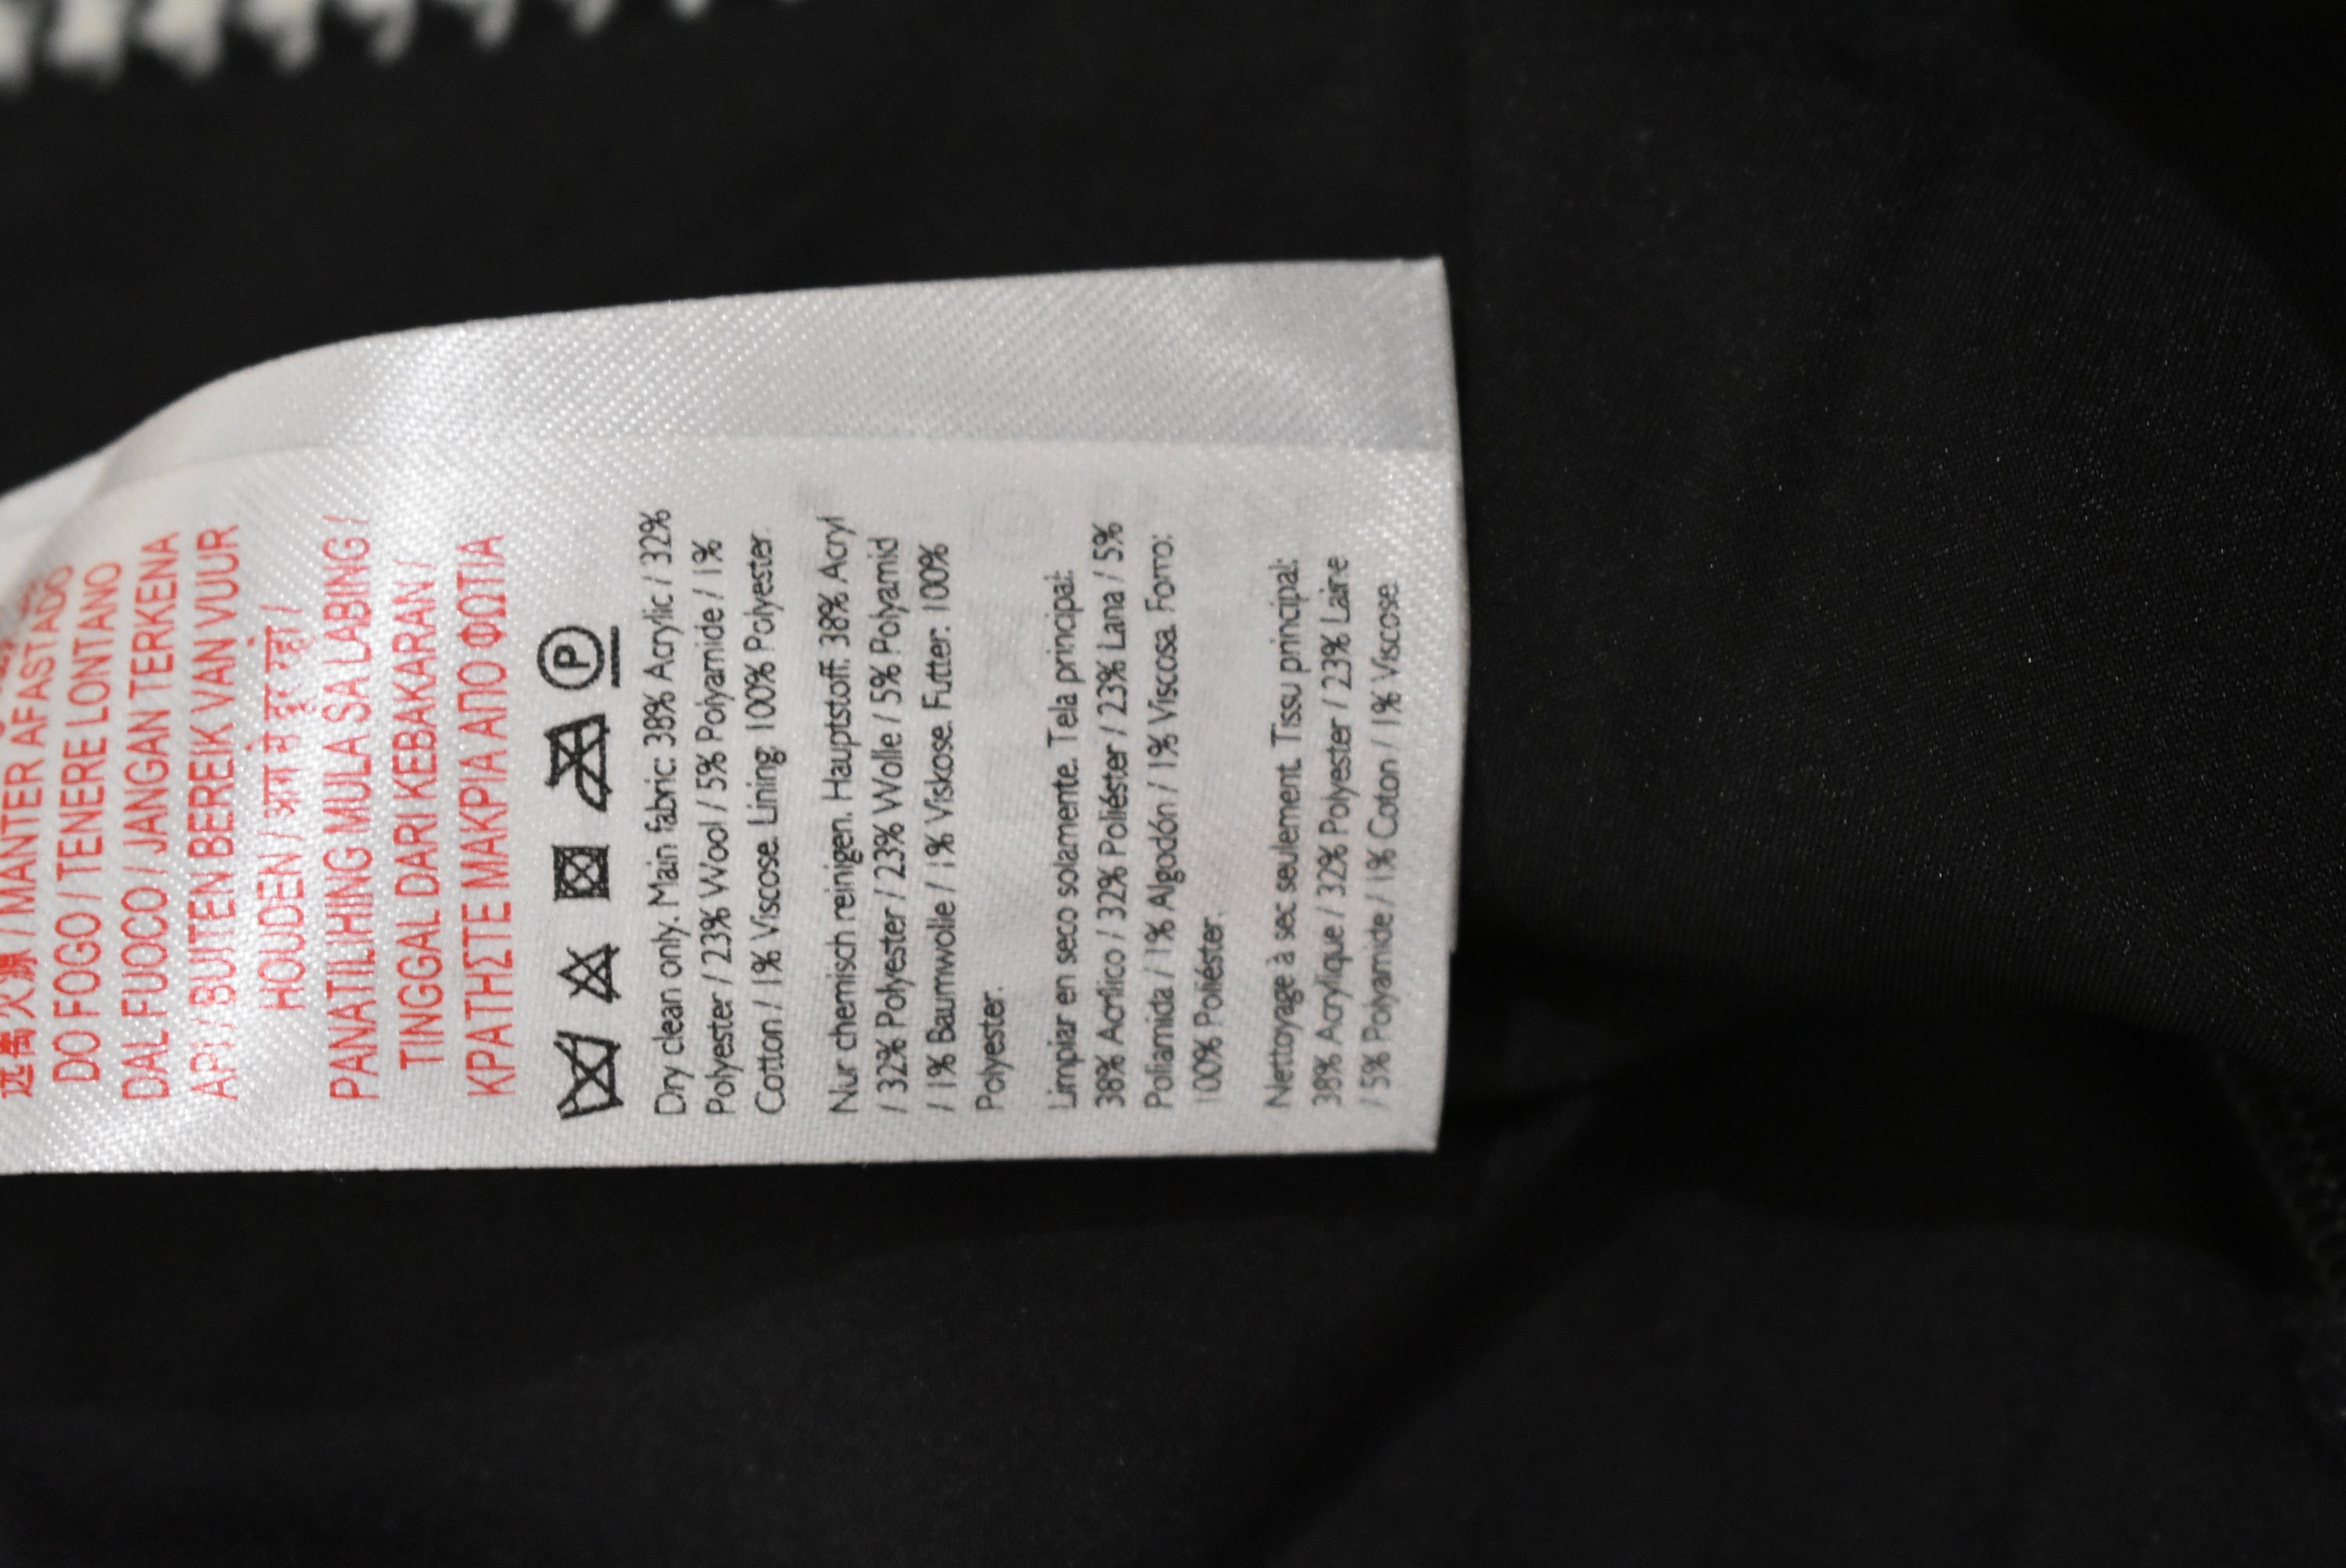 远离火源 / MANTER AFASTADO
DO FOGO / TENERE LONTANO
DAL FUOCO / JANGAN TERKENA
API / BUITEN BEREIK VAN VUUR
HOUDEN / आग से दूर रहो /
PANATILIHING MULA SA LABING /
TINGGAL DARI KEBAKARAN /
ΚΡΑΤΗΣΤΕ ΜΑΚΡΙΑ ΑΠΟ ΦΩΤΙΑ
P
Dry clean only. Main fabric: 38% Acrylic / 32%
Polyester / 23% Wool / 5% Polyamide / 1%
Cotton / 1% Viscose. Lining: 100% Polyester.
Nur chemisch reinigen. Hauptstoff: 38% Acryl
/ 32% Polyester / 23% Wolle / 5% Polyamid
/ 1% Baumwolle / 1% Viskose. Futter: 100%
Polyester.
Limpiar en seco solamente. Tela principal:
38% Acrílico / 32% Poliéster / 23% Lana / 5%
Poliamida / 1% Algodón / 1% Viscosa. Forro:
100% Poliéster.
Nettoyage à sec seulement. Tissu principal:
38% Acrylique / 32% Polyester / 23% Laine
/ 5% Polyamide / 1% Coton / 1% Viscose.